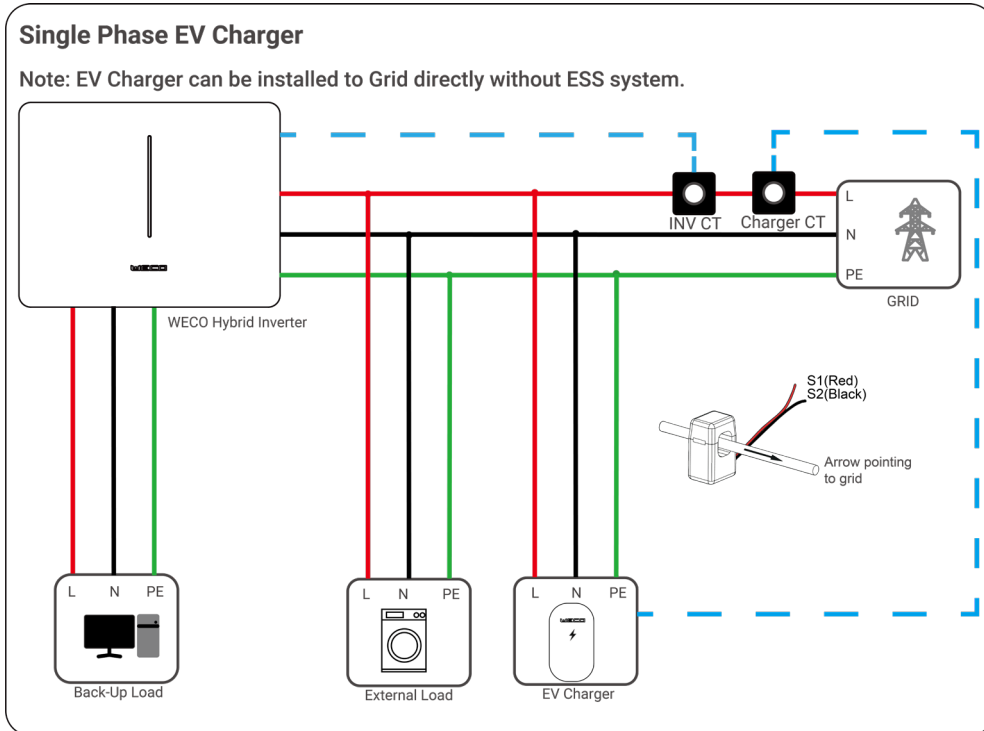 Single Phase EV Charger
Note: EV Charger can be installed to Grid directly without ESS system.
WECO
WECO Hybrid Inverter
INV CT
Charger CT
L
N
PE
GRID
S1(Red)
S2(Black)
Arrow pointing
to grid
L N PE
Back-Up Load
L N PE
External Load
L N PE
WECO
EV Charger